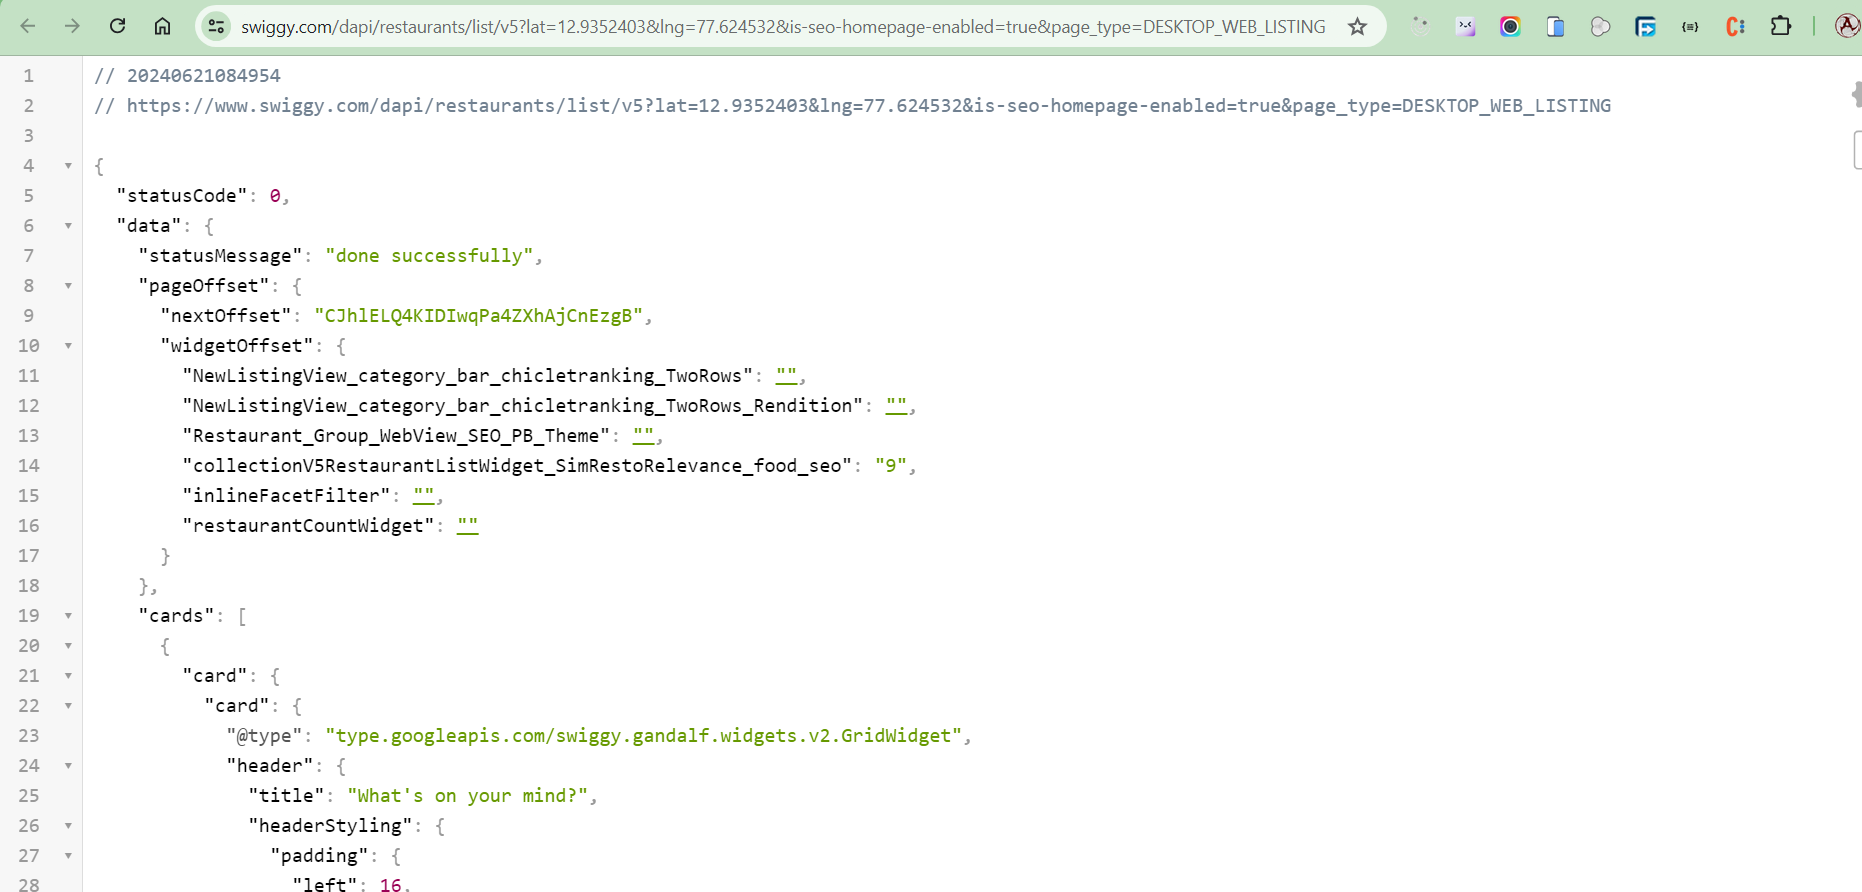 swiggy.com/dapi/restaurants/list/v5?lat=12.9352403&lng=77.624532&is-seo-homepage-enabled=true&page_type=DESKTOP_WEB_LISTING
1 // 20240621084954
2 // https://www.swiggy.com/dapi/restaurants/list/v5?lat=12.9352403&lng=77.624532&is-seo-homepage-enabled=true&page_type=DESKTOP_WEB_LISTING
3
4 {
5 "statusCode": 0,
6 "data": {
7 "statusMessage": "done successfully",
8 "pageOffset": {
9 "nextOffset": "CJhlELQ4KIDIwqPa4ZXhAjCnEzgB",
10 "widgetOffset": {
11 "NewListingView_category_bar_chicletranking_TwoRows": "",
12 "NewListingView_category_bar_chicletranking_TwoRows_Rendition": "",
13 "Restaurant_Group_WebView_SEO_PB_Theme": "",
14 "collectionV5RestaurantListWidget_SimRestoRelevance_food_seo": "9",
15 "inlineFacetFilter": "",
16 "restaurantCountWidget": ""
17 }
18 },
19 "cards": [
20 {
21 "card": {
22 "card": {
23 "@type": "type.googleapis.com/swiggy.gandalf.widgets.v2.GridWidget",
24 "header": {
25 "title": "What's on your mind?",
26 "headerStyling": {
27 "padding": {
28 "left": 16,